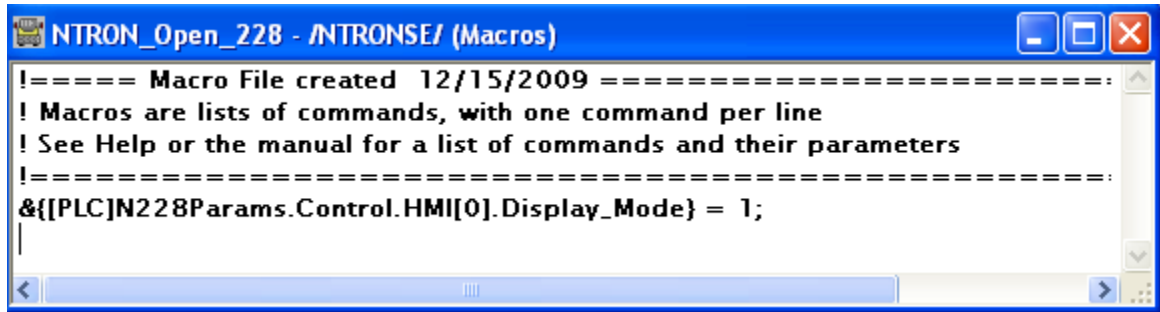 NTRON_Open_228 - /NTRONSE/ (Macros)
!===== Macro File created  12/15/2009 ========================
! Macros are lists of commands, with one command per line
! See Help or the manual for a list of commands and their parameters
!==================================================
&{[PLC]N228Params.Control.HMI[0].Display_Mode} = 1;